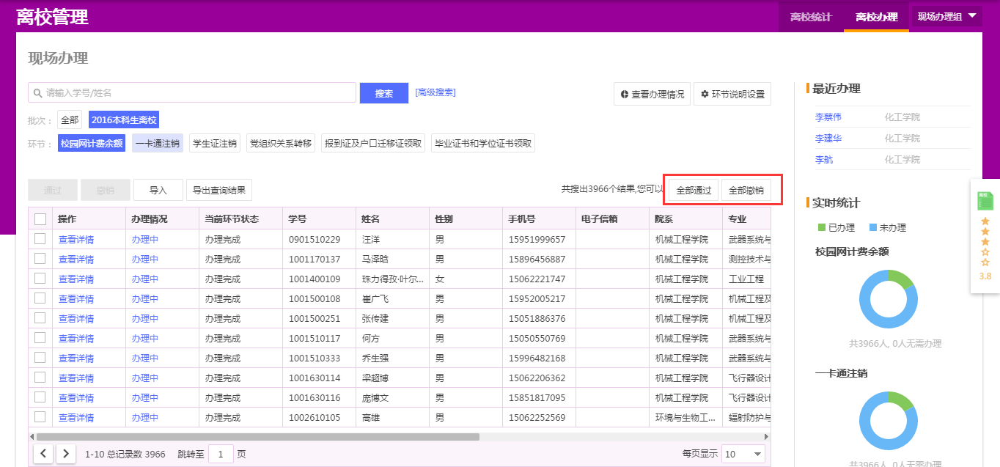 离校管理 离校统计 离校办理 现场办理组
现场办理
请输入学号/姓名 搜索 [高级搜索] 查看办理情况 环节说明设置
批次： 全部 2016本科生离校
环节： 校园网计费余额 一卡通注销 学生证注销 党组织关系转移 报到证及户口迁移证领取 毕业证书和学位证书领取
通过 撤销 导入 导出查询结果 共搜出3966个结果,您可以 全部通过 全部撤销
操作 办理情况 当前环节状态 学号 姓名 性别 手机号 电子信箱 院系 专业
查看详情 办理中 办理完成 0901510229 汪洋 男 15951999657 机械工程学院 武器系统与
查看详情 办理中 办理完成 1001170137 马泽晗 男 15896456887 机械工程学院 测控技术与
查看详情 办理中 办理完成 1001400109 珠力得孜·叶尔... 女 15062221747 机械工程学院 工业工程
查看详情 办理中 办理完成 1001500108 崔广飞 男 15952005217 机械工程学院 机械工程及
查看详情 办理中 办理完成 1001500251 张传建 男 15051886376 机械工程学院 机械工程及
查看详情 办理中 办理完成 1001510117 何方 男 15050550769 机械工程学院 武器系统与
查看详情 办理中 办理完成 1001510333 乔生强 男 15996482168 机械工程学院 武器系统与
查看详情 办理中 办理完成 1001630114 梁超博 男 15062206362 机械工程学院 飞行器设计
查看详情 办理中 办理完成 1001630116 庞博文 男 15851817095 机械工程学院 飞行器设计
查看详情 办理中 办理完成 1002610105 高雄 男 15062252569 环境与生物工... 辐射防护与
1-10 总记录数 3966 跳转至 1 页 每页显示 10
最近办理
李蔡伟 化工学院
李建华 化工学院
李航 化工学院
实时统计
已办理 未办理
校园网计费余额
共3966人, 0人无需办理
一卡通注销
共3966人, 0人无需办理
离校
3.8